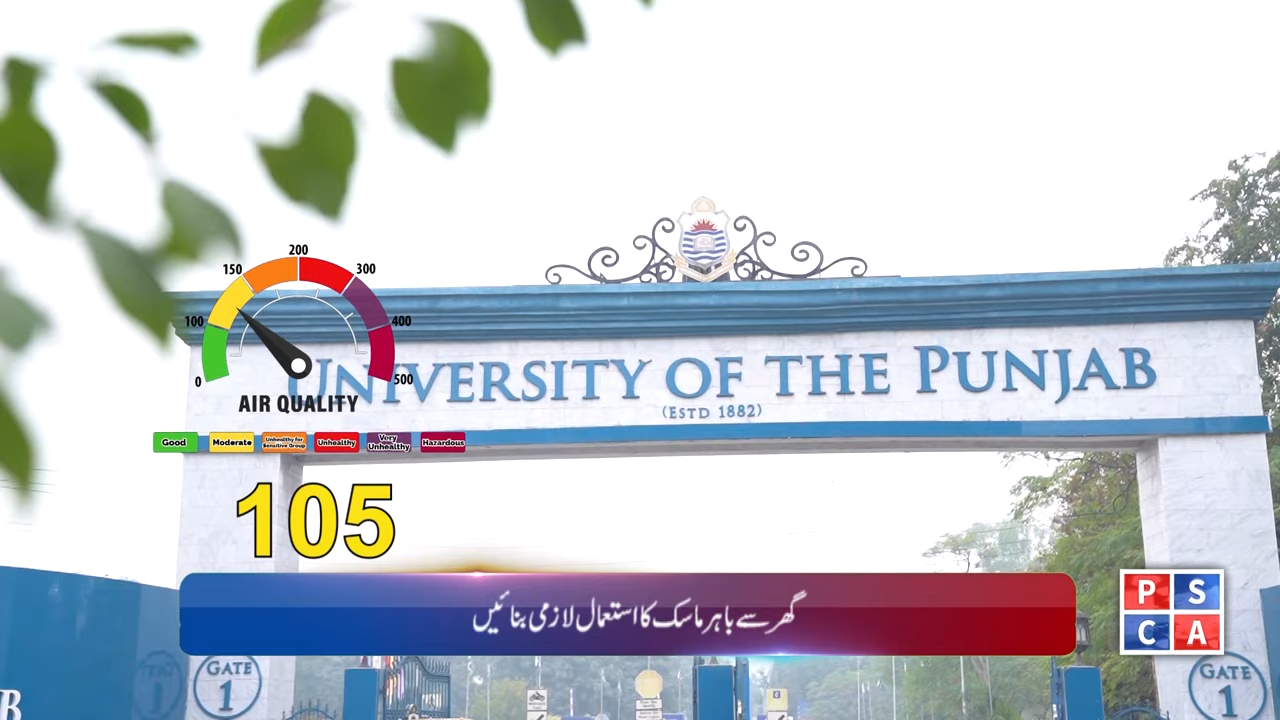 200
150
300
100
400
0
500
AIR QUALITY
UNIVERSITY OF THE PUNJAB
(ESTD 1882)
Good
Moderate
Unhealthy for
Sensitive Group
Unhealthy
Very
Unhealthy
Hazardous
105
گھر سے باہر ماسک کا استعمال لازمی بنائیں
P S
C A
GATE
1
GATE
1
B